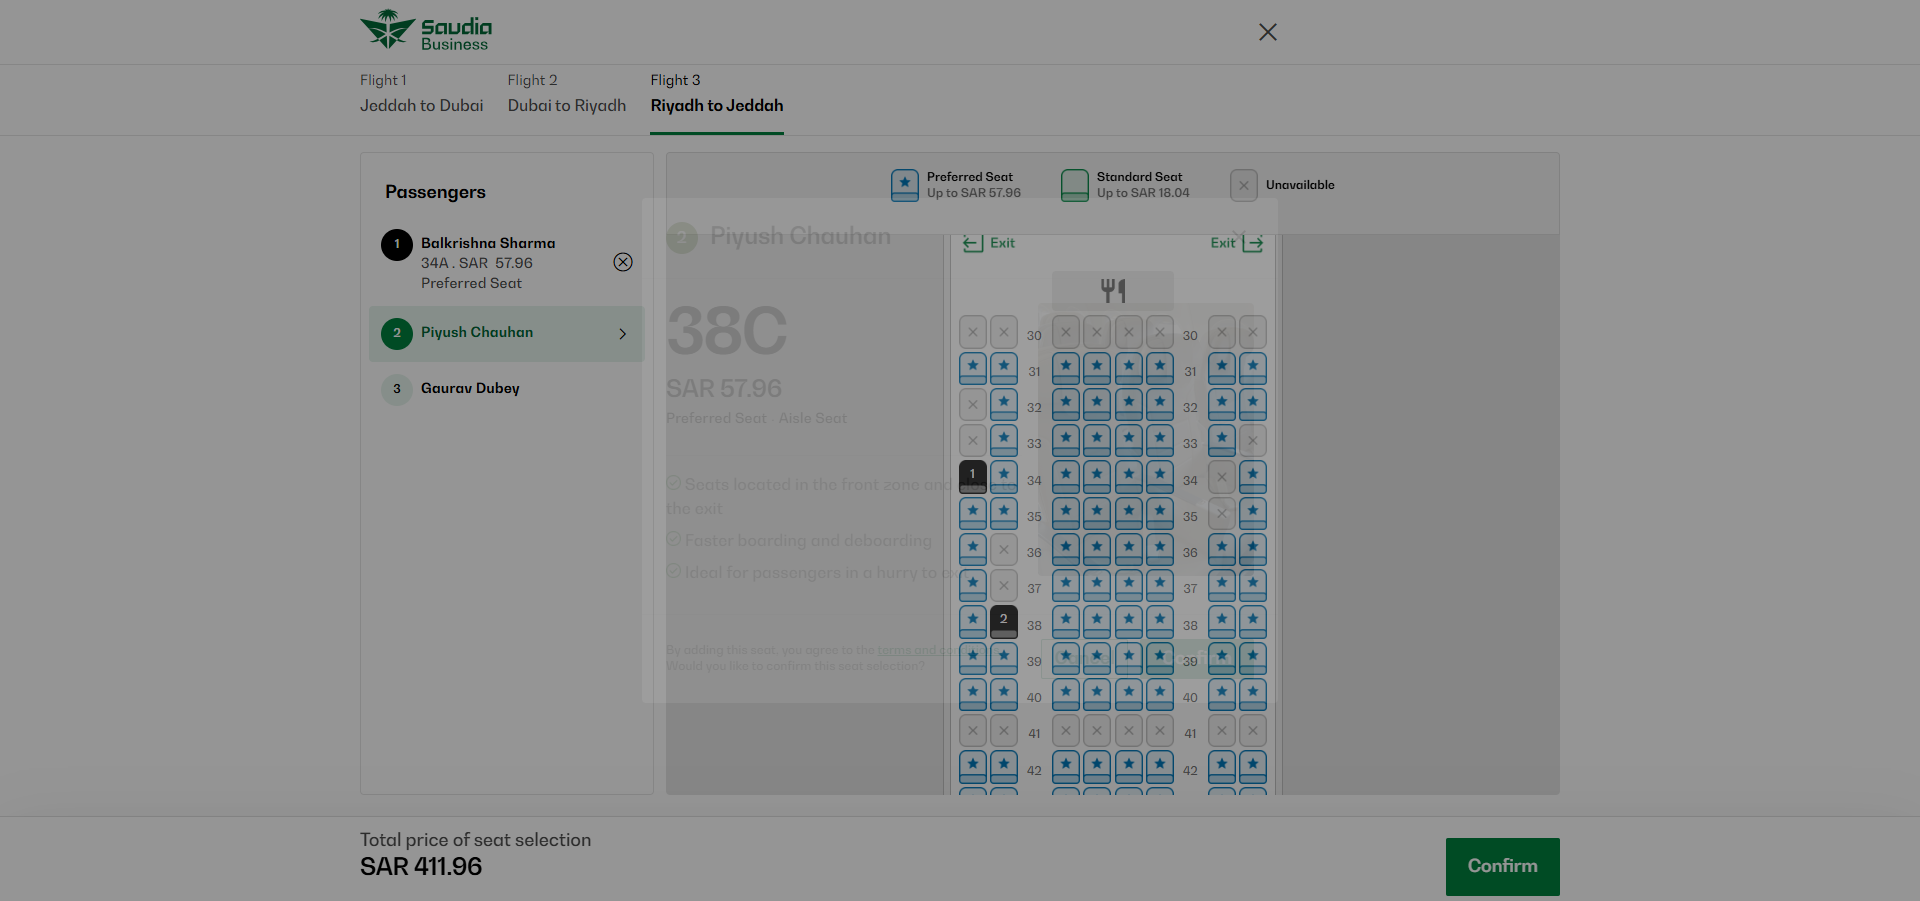 Saudia
Business
Flight 1
Jeddah to Dubai
Flight 2
Dubai to Riyadh
Flight 3
Riyadh to Jeddah
Passengers
1
Balkrishna Sharma
34A . SAR 57.96
Preferred Seat
2
Piyush Chauhan
3
Gaurav Dubey
Preferred Seat
Up to SAR 57.96
Standard Seat
Up to SAR 18.04
Unavailable
2 Piyush Chauhan
38C
SAR 57.96
Preferred Seat - Aisle Seat
Seats located in the front zone and close to
the exit
Faster boarding and deboarding
Ideal for passengers in a hurry to exit
By adding this seat, you agree to the terms and conditions
Would you like to confirm this seat selection?
Exit
Exit
30 30
31 31
32 32
33 33
1 34 34
35 35
36 36
37 37
2 38 38
39 39
40 40
41 41
42 42
Total price of seat selection
SAR 411.96
Confirm